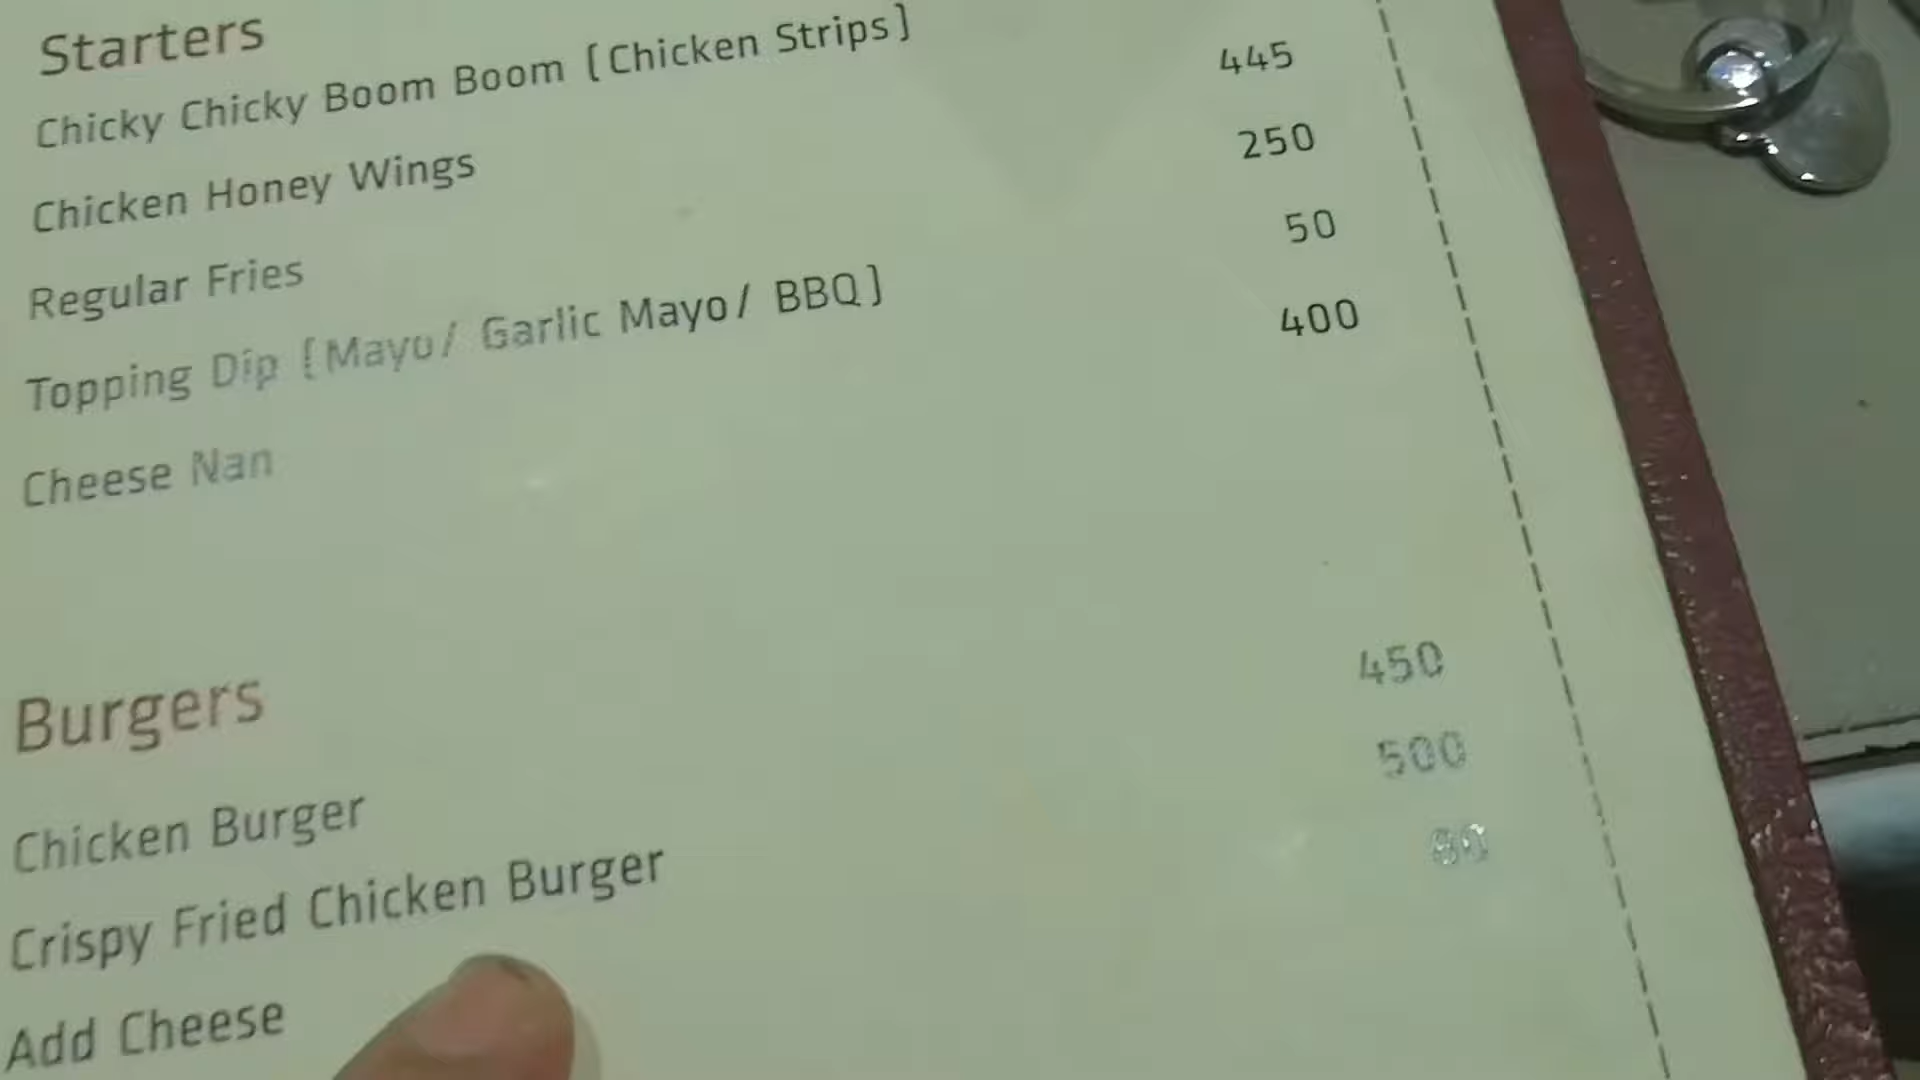 Starters
Chicky Chicky Boom Boom [Chicken Strips]
Chicken Honey Wings 445
Regular Fries 250
Topping Dip [Mayo/ Garlic Mayo/ BBQ] 50
Cheese Nan 400
Burgers
Chicken Burger 450
Crispy Fried Chicken Burger 500
Add Cheese 80